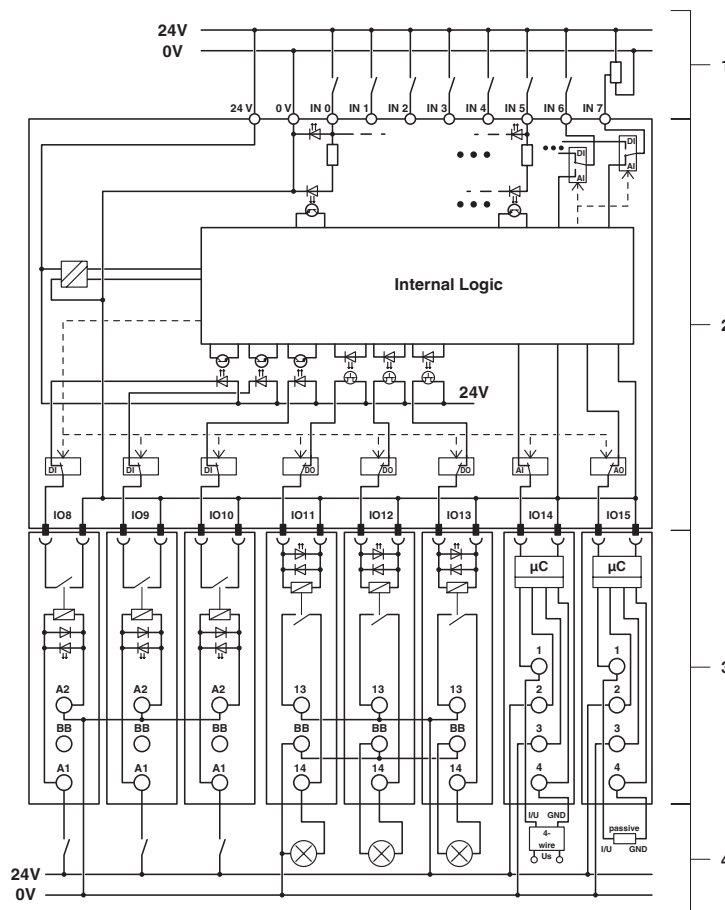 24V
0V
1
24 V 0 V IN 0 IN 1 IN 2 IN 3 IN 4 IN 5 IN 6 IN 7
DI
DI
AI
AI
Internal Logic
2
24V
DI DI DI DO DO DO AI AO
IO8 IO9 IO10 IO11 IO12 IO13 IO14 IO15
µC µC
1 1
3
A2 A2 A2 13 13 13 2 2
BB BB BB BB BB BB 3 3
A1 A1 A1 14 14 14 4 4
I/U GND passive
4-
wire
I/U GND
Us
4
24V
0V